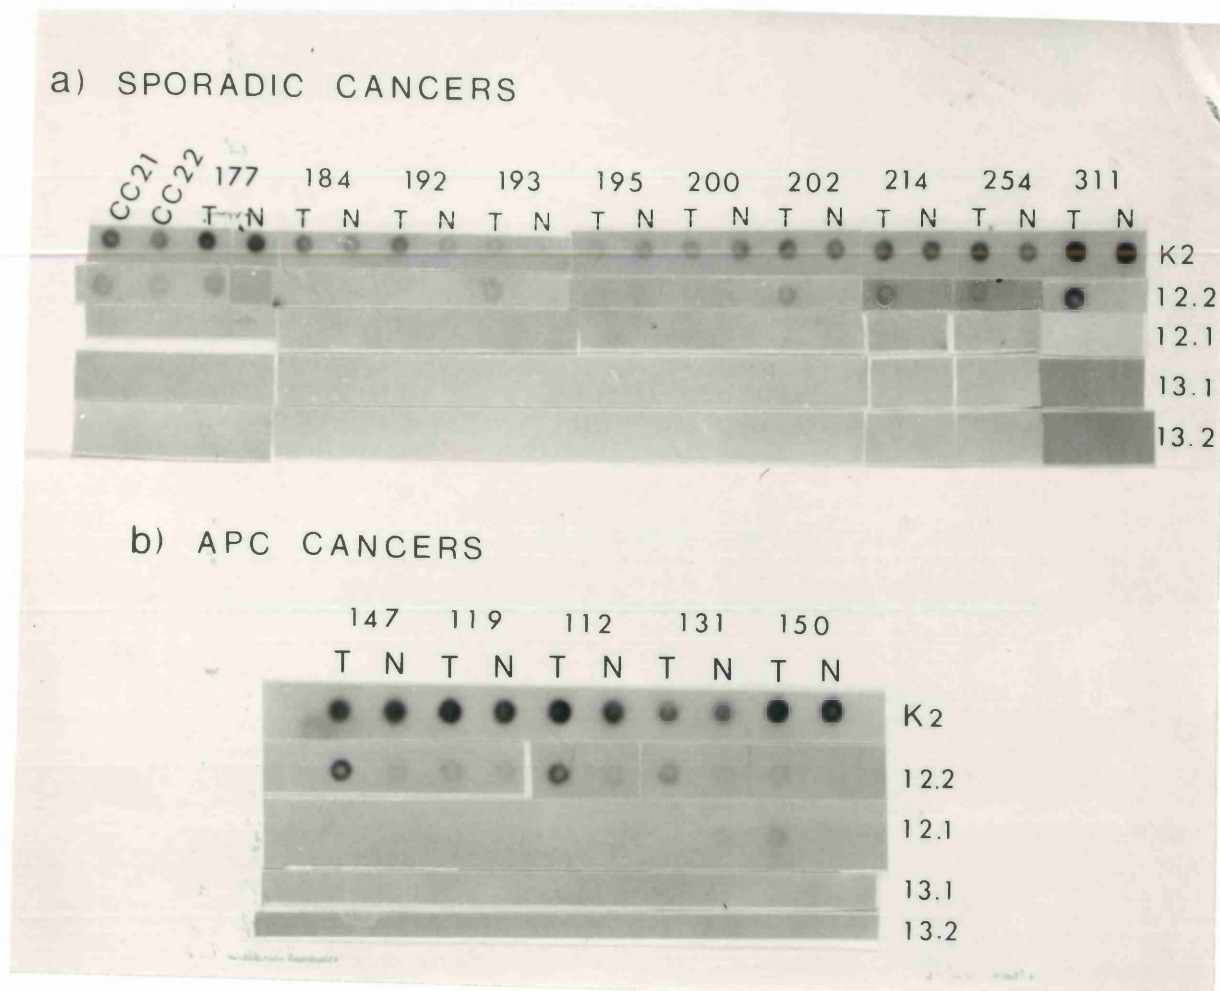 a) SPORADIC CANCERS
CC21 CC22 177 184 192 193 195 200 202 214 254 311
T N T N T N T N T N T N T N T N T N T N
K2
12.2
12.1
13.1
13.2
b) APC CANCERS
147 119 112 131 150
T N T N T N T N T N
K2
12.2
12.1
13.1
13.2